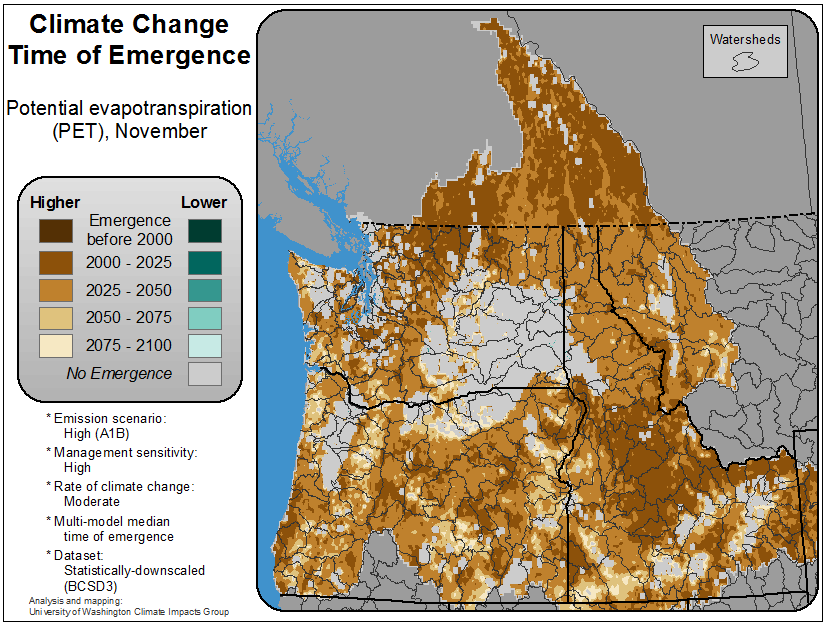 Climate Change
Time of Emergence
Potential evapotranspiration
(PET), November
Higher
Lower
Emergence
before 2000
2000 - 2025
2025 - 2050
2050 - 2075
2075 - 2100
No Emergence
* Emission scenario:
High (A1B)
* Management sensitivity:
High
* Rate of climate change:
Moderate
* Multi-model median
time of emergence
* Dataset:
Statistically-downscaled
(BCSD3)
Analysis and mapping:
University of Washington Climate Impacts Group
Watersheds